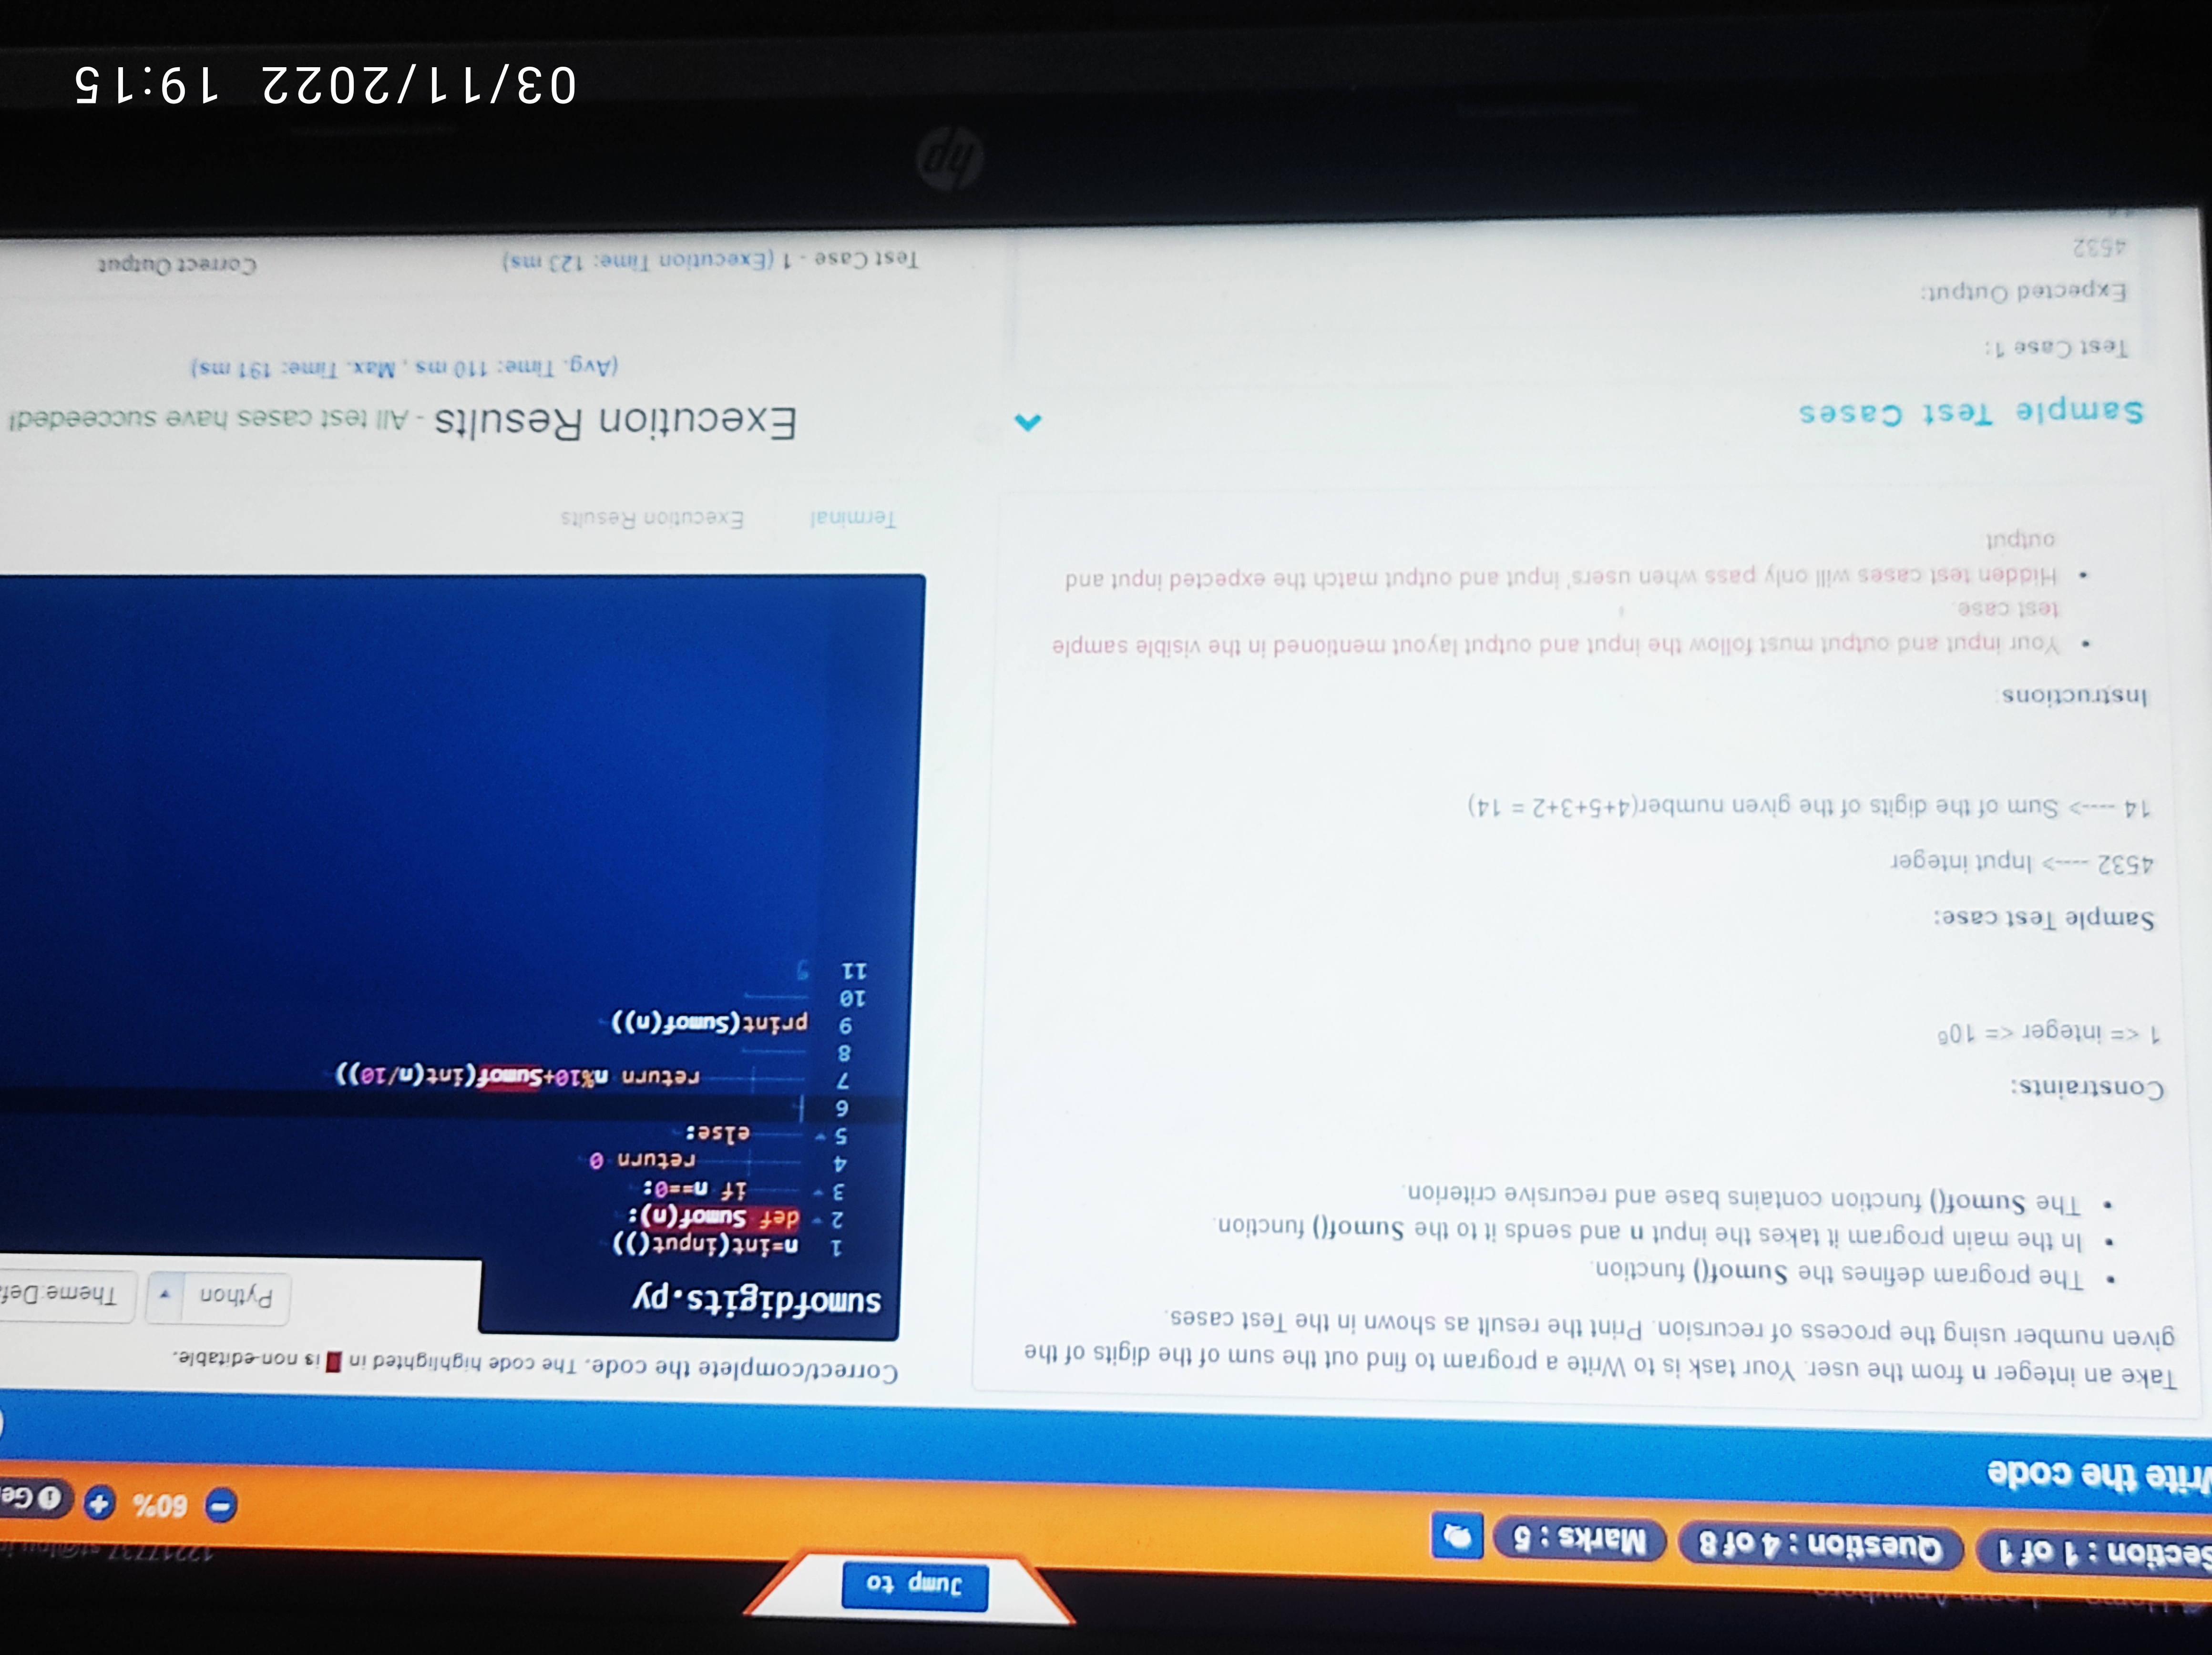 Home Learn Anywhere
Jump to
Section : 1 of 1 Question : 4 of 8 Marks : 5
60%
Write the code
Take an integer n from the user. Your task is to Write a program to find out the sum of the digits of the
given number using the process of recursion. Print the result as shown in the Test cases.
• The program defines the Sumof() function.
• In the main program it takes the input n and sends it to the Sumof() function.
• The Sumof() function contains base and recursive criterion.
Constraints:
1 <= integer <= 10⁶
Sample Test case:
4532 ----> Input integer
14 ----> Sum of the digits of the given number(4+5+3+2 = 14)
Instructions
• Your input and output must follow the input and output layout mentioned in the visible sample
test case.
• Hidden test cases will only pass when users' input and output match the expected input and
output
Sample Test Cases
Test Case 1:
Expected Output:
4532
Correct/complete the code. The code highlighted in is non-editable.
sumofdigits.py
Python
Theme:
1 n=int(input())
2 def Sumof(n):
3 if n==0:
4 return 0
5 else:
6
7 return n%10+Sumof(int(n/10))
8
9 print(Sumof(n))
10
11
Terminal Execution Results
Execution Results - All test cases have succeeded!
(Avg. Time: 110 ms , Max. Time: 191 ms)
Test Case - 1 (Execution Time: 123 ms) Correct Output
hp
03/11/2022 19:15